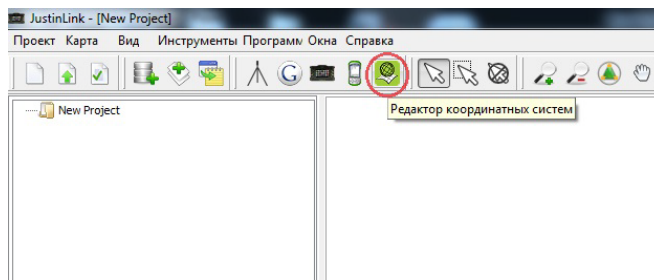 JustinLink - [New Project]
Проект Карта Вид Инструменты Программ Окна Справка
G
Редактор координатных систем
New Project